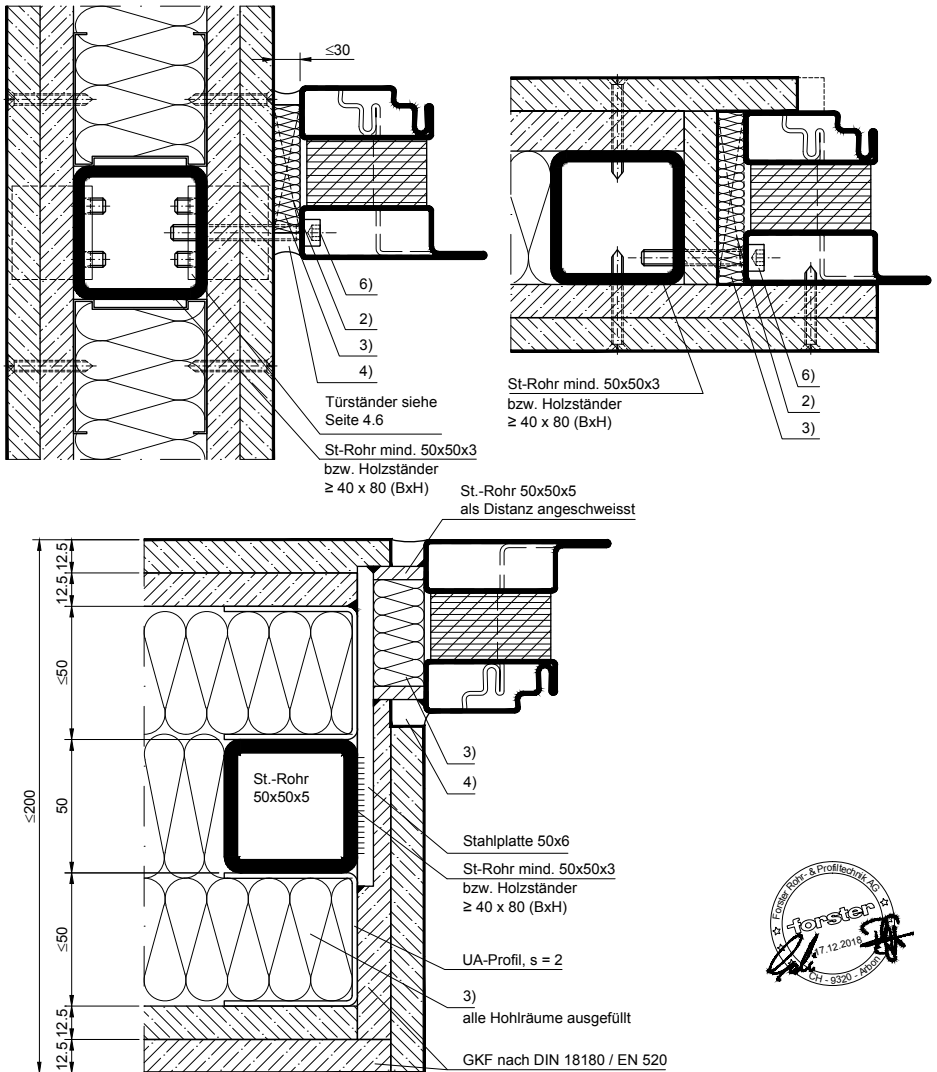 ≤30
6)
2)
3)
4)
Türständer siehe
Seite 4.6
St-Rohr mind. 50x50x3
bzw. Holzständer
≥ 40 x 80 (BxH)
St-Rohr mind. 50x50x3
bzw. Holzständer
≥ 40 x 80 (BxH)
6)
2)
3)
St.-Rohr 50x50x5
als Distanz angeschweisst
12.5
12.5
≤50
50
≤50
12.5
12.5
≤200
St.-Rohr
50x50x5
3)
4)
Stahlplatte 50x6
St-Rohr mind. 50x50x3
bzw. Holzständer
≥ 40 x 80 (BxH)
UA-Profil, s = 2
3)
alle Hohlräume ausgefüllt
GKF nach DIN 18180 / EN 520
Forster Rohr- & Profiltechnik AG
forster
17.12.2018
CH - 9320 - Arbon